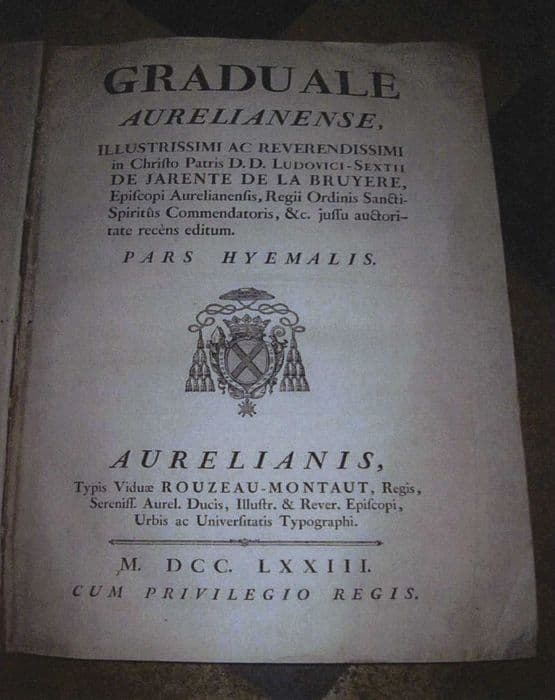 GRADUALE
AURELIANENSE,
ILLUSTRISSIMI AC REVERENDISSIMI
in Chriſto Patris D.D. LUDOVICI-SEXTII
DE JARENTE DE LA BRUYERE,
Epiſcopi Aurelianenſis, Regii Ordinis Sancti-
Spiritûs Commendatoris, &c. juſſu auctori-
tate recèns editum.
PARS HYEMALIS.
AURELIANIS,
Typis Viduæ ROUZEAU-MONTAUT, Regis,
Sereniſſ. Aurel. Ducis, Illuſtr. & Rever. Epiſcopi,
Urbis ac Univerſitatis Typographi.
M. DCC. LXXIII.
CUM PRIVILEGIO REGIS.